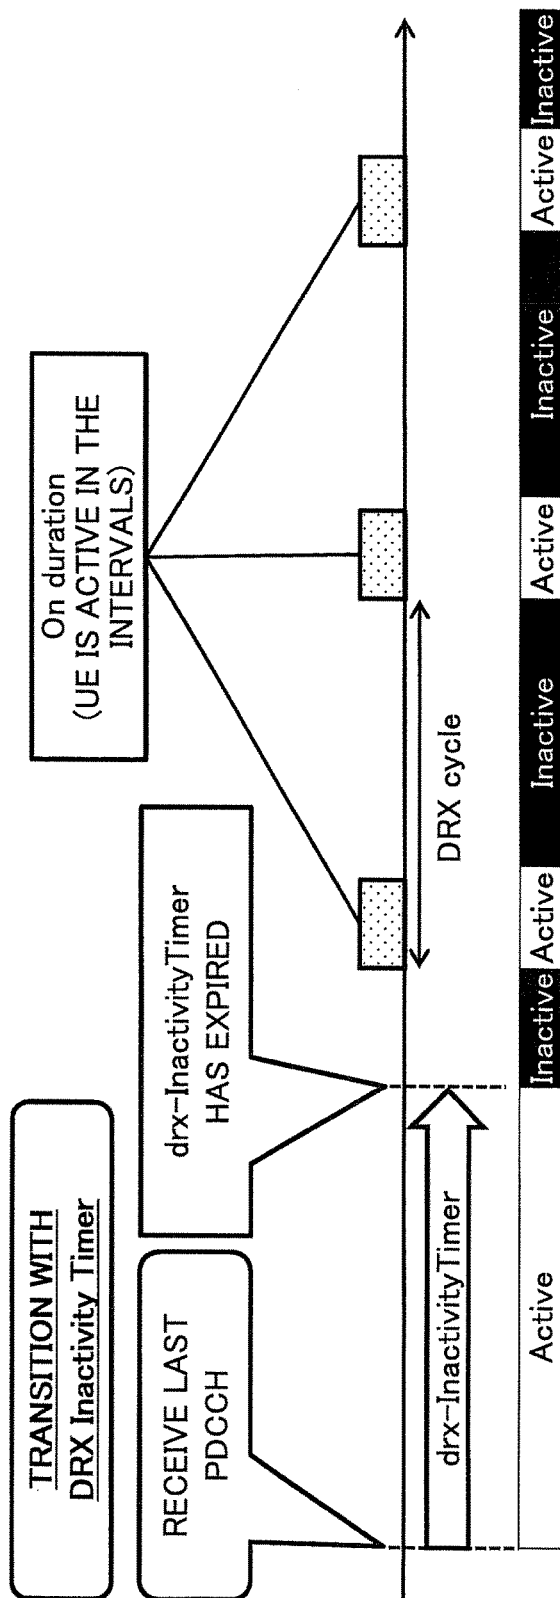 TRANSITION WITH
DRX Inactivity Timer
RECEIVE LAST
PDCCH
drx-InactivityTimer
HAS EXPIRED
On duration
(UE IS ACTIVE IN THE
INTERVALS)
drx-InactivityTimer
DRX cycle
Active
Inactive
Active
Inactive
Active
Inactive
Active
Inactive